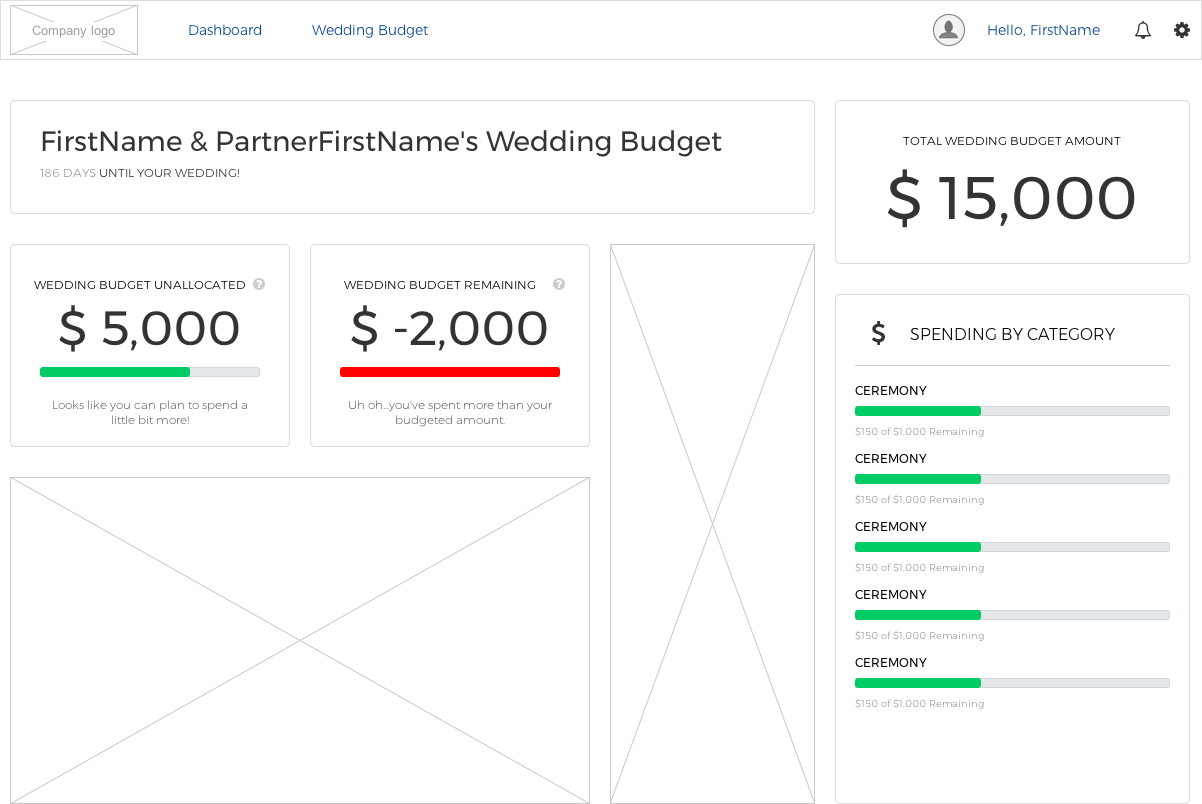 Company logo
Dashboard
Wedding Budget
Hello, FirstName
FirstName & PartnerFirstName's Wedding Budget
186 DAYS UNTIL YOUR WEDDING!
TOTAL WEDDING BUDGET AMOUNT
$ 15,000
WEDDING BUDGET UNALLOCATED ?
$ 5,000
Looks like you can plan to spend a
little bit more!
WEDDING BUDGET REMAINING ?
$ -2,000
Uh oh...you've spent more than your
budgeted amount.
$ SPENDING BY CATEGORY
CEREMONY
$150 of $1,000 Remaining
CEREMONY
$150 of $1,000 Remaining
CEREMONY
$150 of $1,000 Remaining
CEREMONY
$150 of $1,000 Remaining
CEREMONY
$150 of $1,000 Remaining